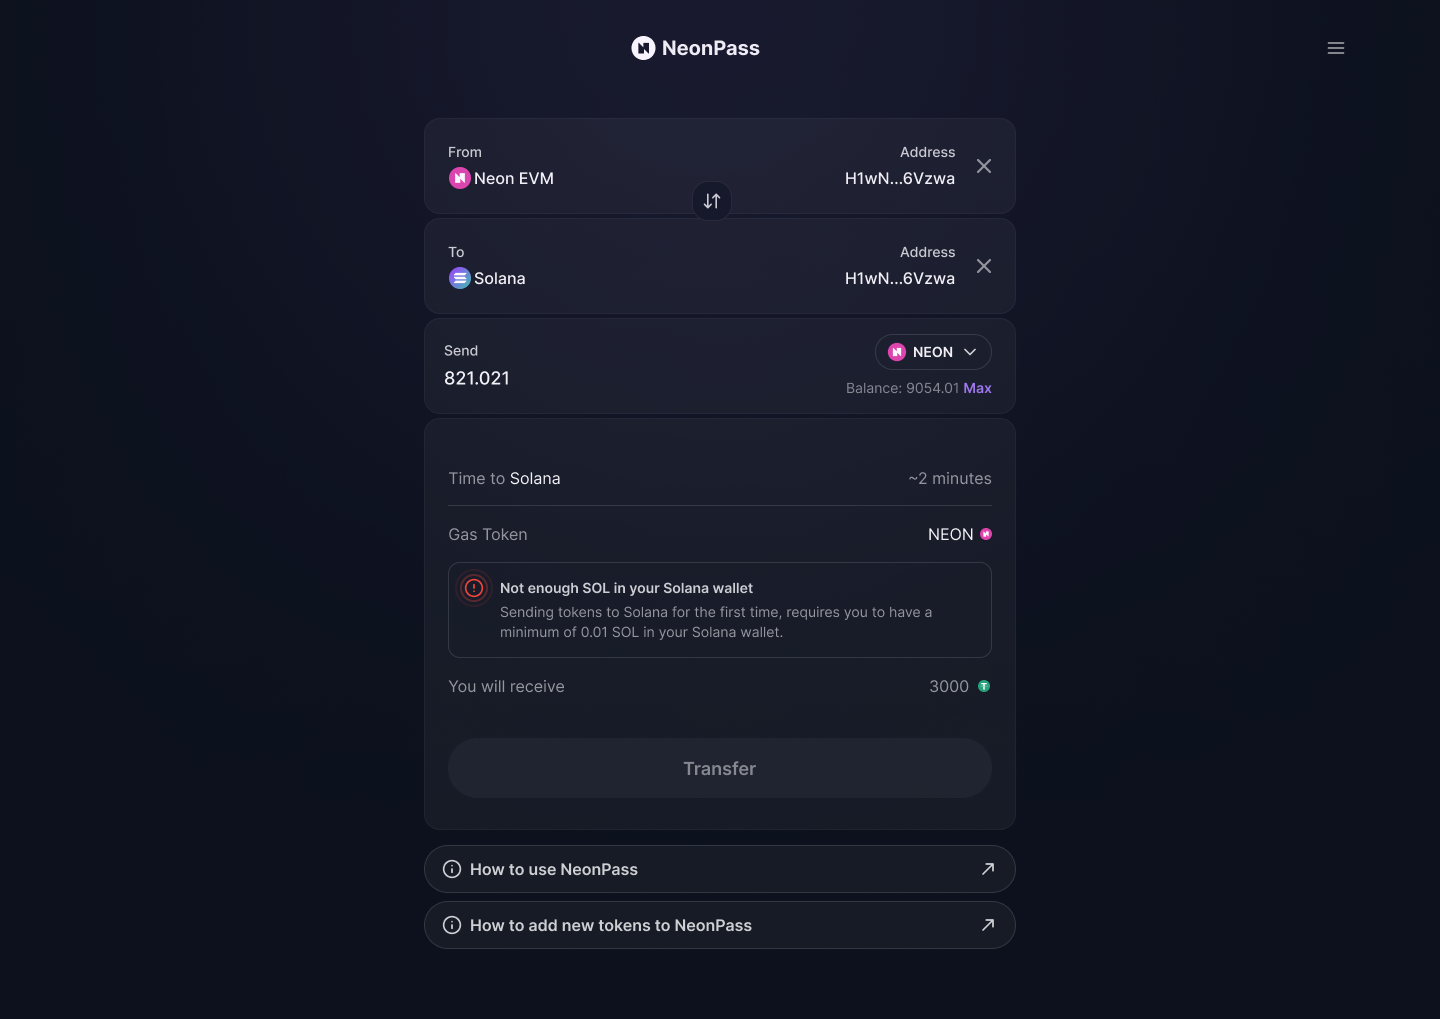 NeonPass
From
Address
Neon EVM
H1wN...6Vzwa
To
Address
Solana
H1wN...6Vzwa
Send
NEON
821.021
Balance: 9054.01 Max
Time to Solana
~2 minutes
Gas Token
NEON
Not enough SOL in your Solana wallet
Sending tokens to Solana for the first time, requires you to have a
minimum of 0.01 SOL in your Solana wallet.
You will receive
3000
Transfer
How to use NeonPass
How to add new tokens to NeonPass